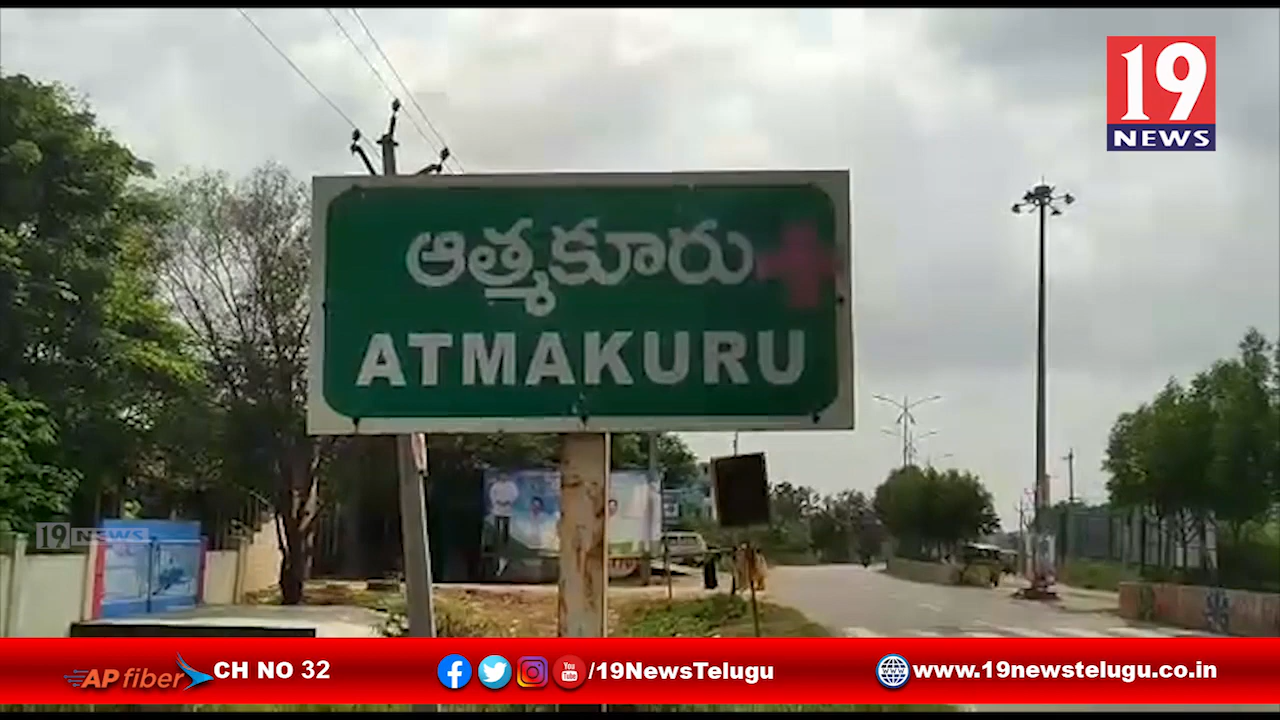 19
NEWS
ఆత్మకూరు
ATMAKURU
19 NEWS
AP fiber CH NO 32
/19NewsTelugu
www.19newstelugu.co.in